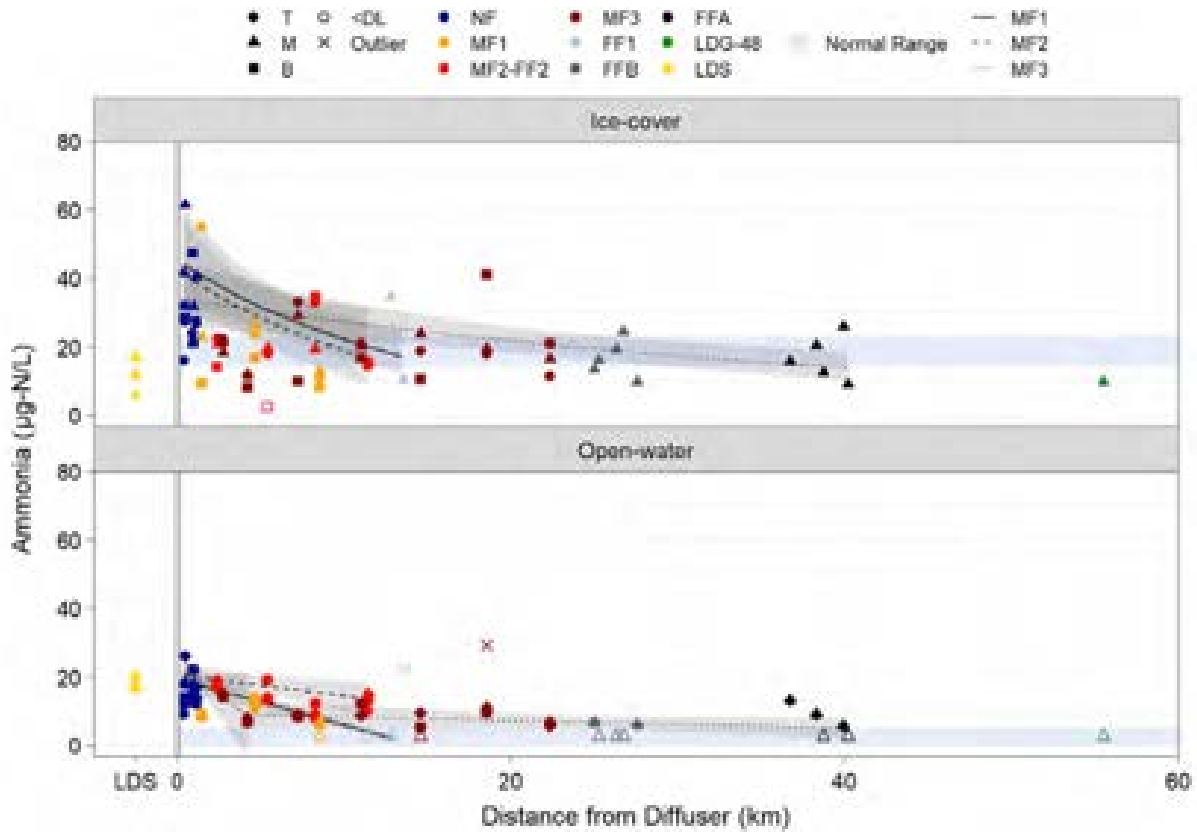 T <DL NF MF3 FFA MF1
M Outlier MF1 FF1 LDG-48 Normal Range MF2
B MF2-FF2 FFB LDS MF3
Ice-cover
80
60
40
20
0
Open-water
80
60
40
20
0
Ammonia (µg-N/L)
LDS 0 20 40 60
Distance from Diffuser (km)